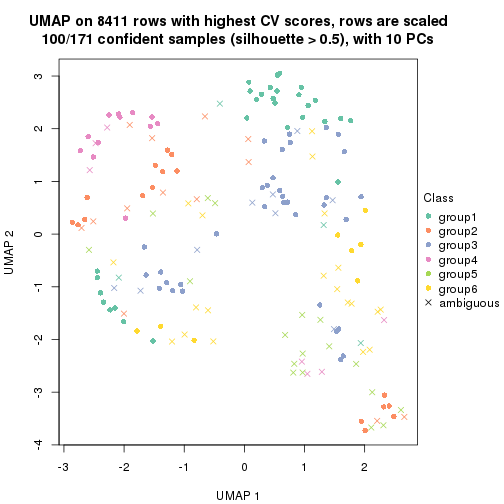 UMAP on 8411 rows with highest CV scores, rows are scaled
100/171 confident samples (silhouette > 0.5), with 10 PCs
3
2
1
0
-1
-2
-3
-4
UMAP 2
-3
-2
-1
0
1
2
UMAP 1
Class
group1
group2
group3
group4
group5
group6
ambiguous